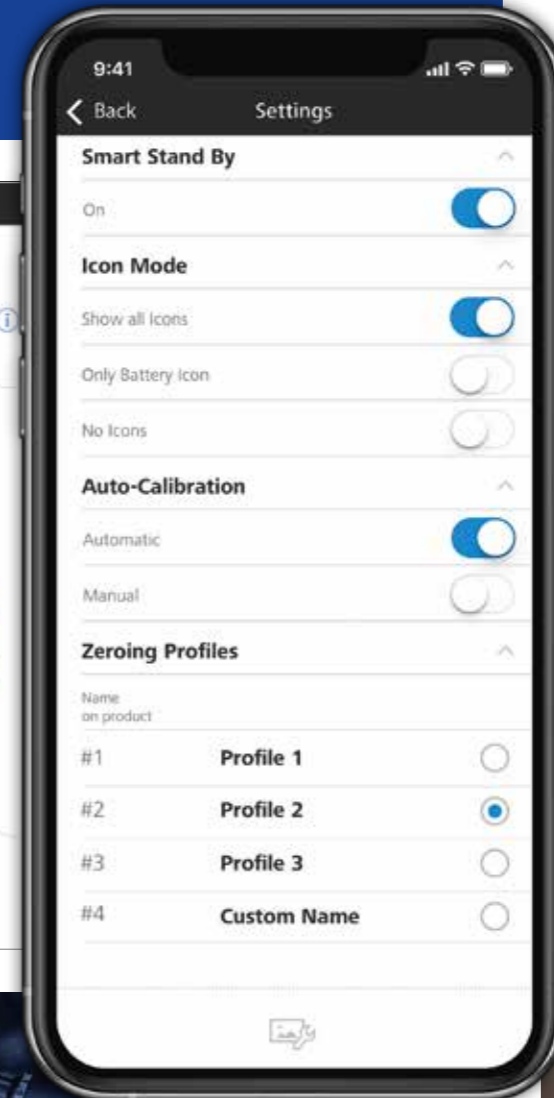 9:41
Back Settings
Smart Stand By
On
Icon Mode
Show all Icons
Only Battery Icon
No Icons
Auto-Calibration
Automatic
Manual
Zeroing Profiles
Name
on product
#1 Profile 1
#2 Profile 2
#3 Profile 3
#4 Custom Name